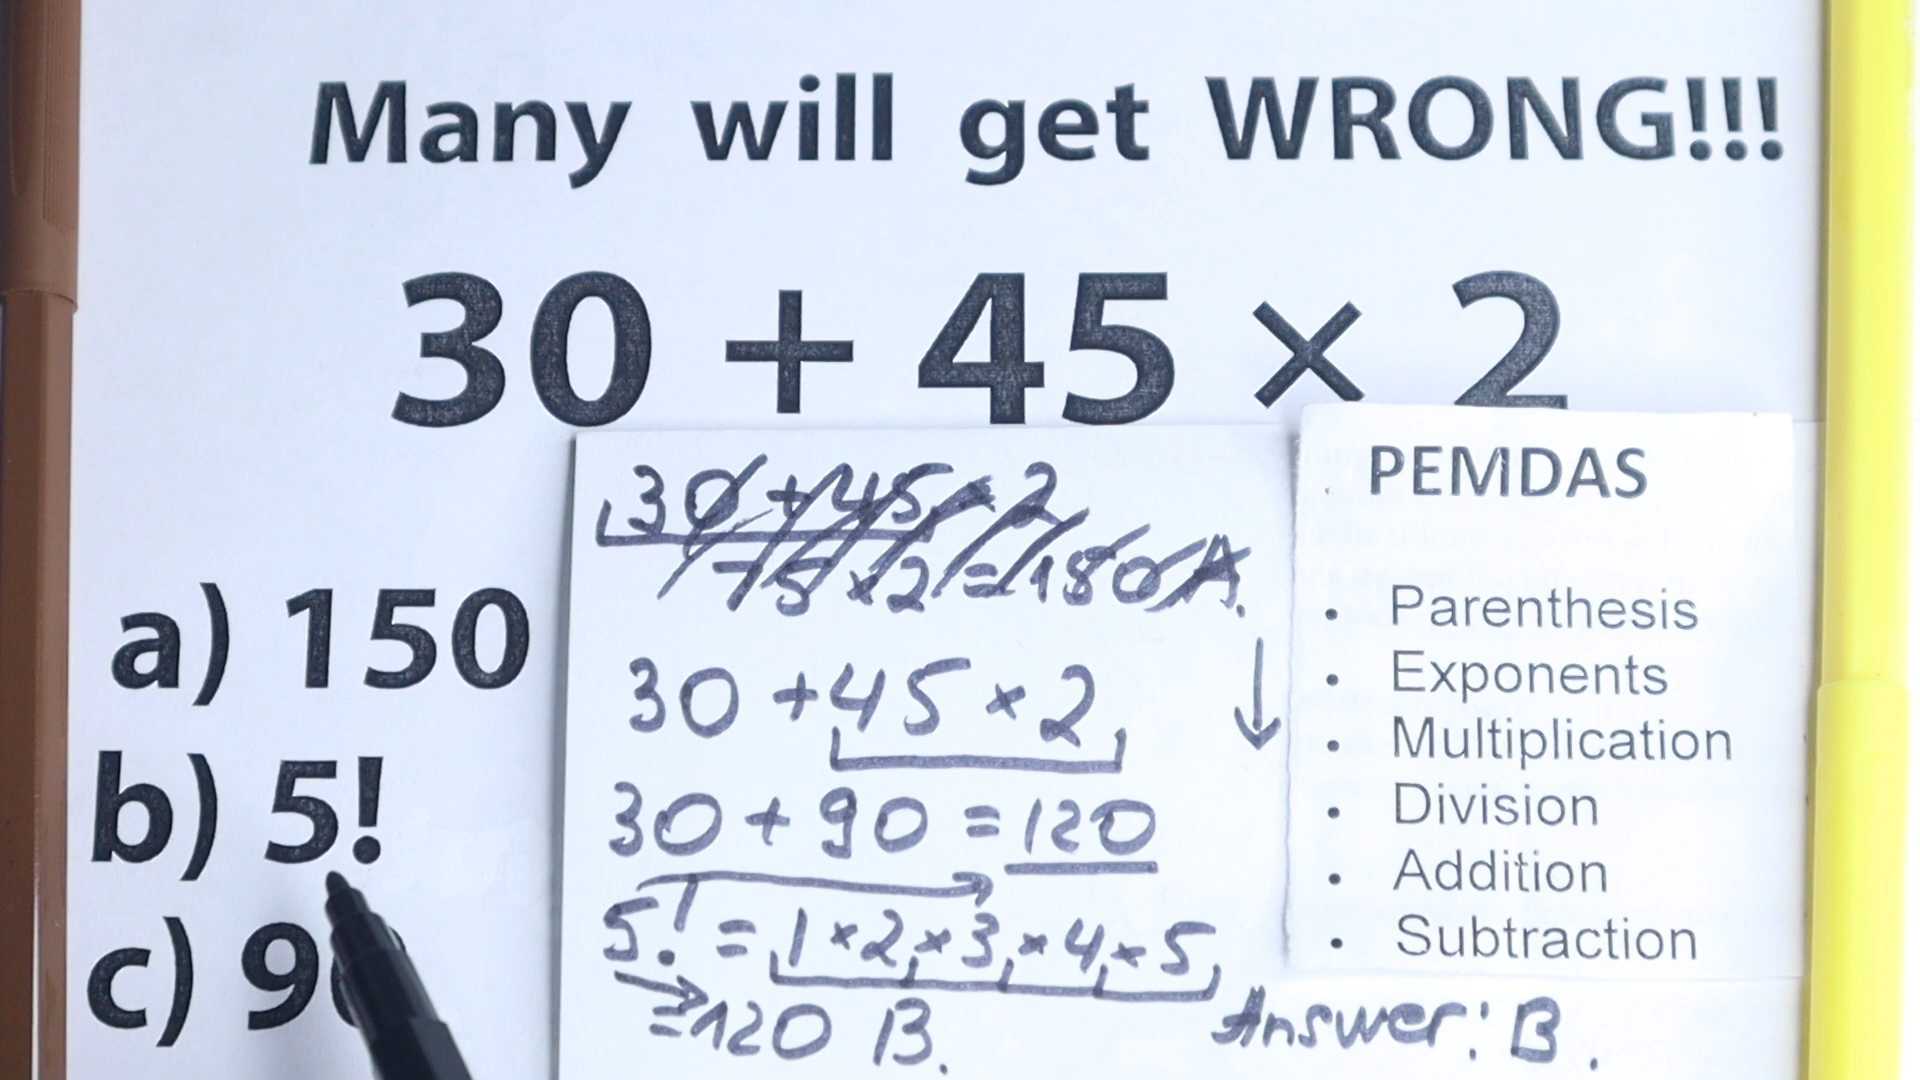 Many will get WRONG!!!
30 + 45 × 2
a) 150
b) 5!
c) 9
30 + 45 × 2
75 × 2 = 150 A.
30 + 45 × 2
30 + 90 = 120
5! = 1 × 2 × 3 × 4 × 5
= 120 B.
PEMDAS
• Parenthesis
• Exponents
• Multiplication
• Division
• Addition
• Subtraction
Answer: B.